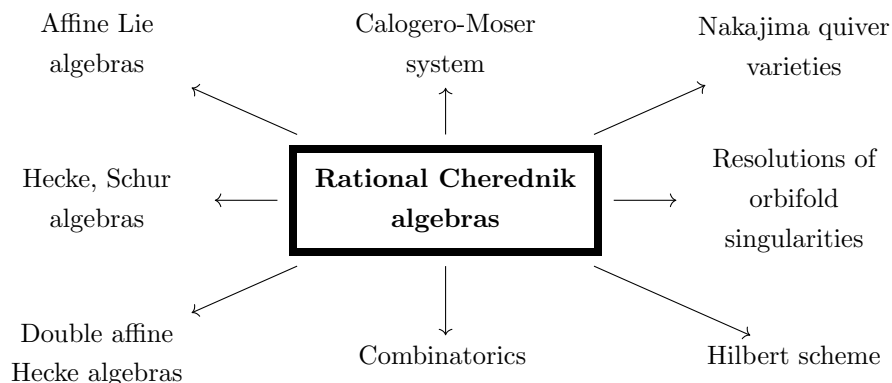 Affine Lie
algebras
Calogero-Moser
system
Nakajima quiver
varieties
Hecke, Schur
algebras
Rational Cherednik
algebras
Resolutions of
orbifold
singularities
Double affine
Hecke algebras
Combinatorics
Hilbert scheme